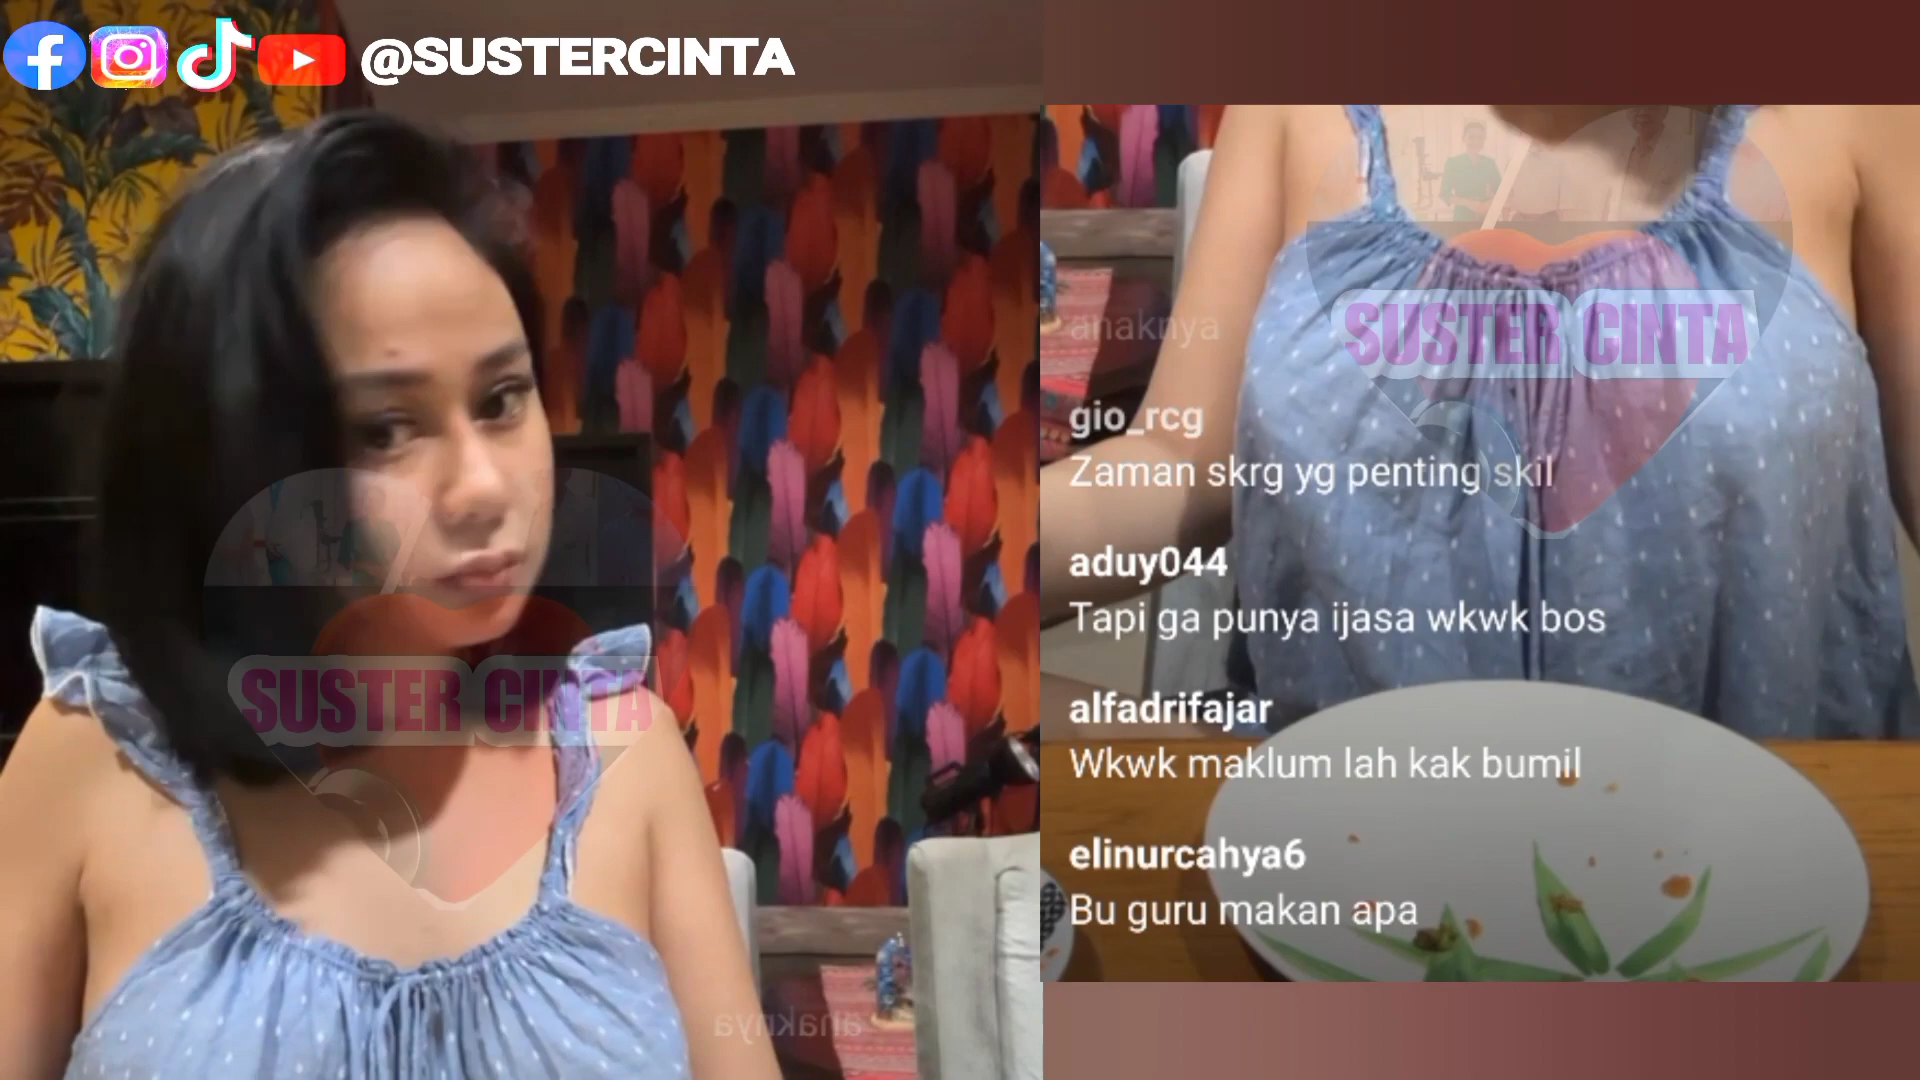 @SUSTERCINTA
SUSTER CINTA
anaknya
SUSTER CINTA
anaknya
gio_rcg
Zaman skrg yg penting skil
aduy044
Tapi ga punya ijasa wkwk bos
alfadrifajar
Wkwk maklum lah kak bumil
elinurcahya6
Bu guru makan apa